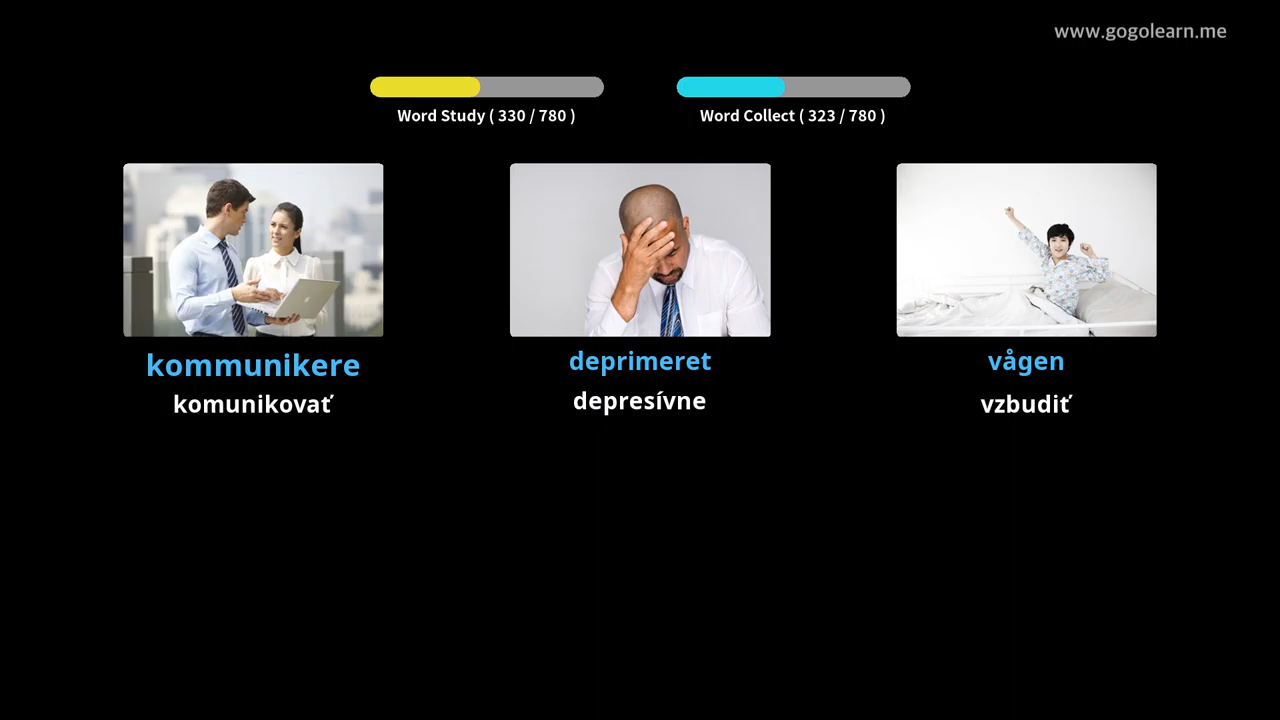 www.gogolearn.me
Word Study ( 330 / 780 )
Word Collect ( 323 / 780 )
kommunikere
komunikovať
deprimeret
depresívne
vågen
vzbudiť